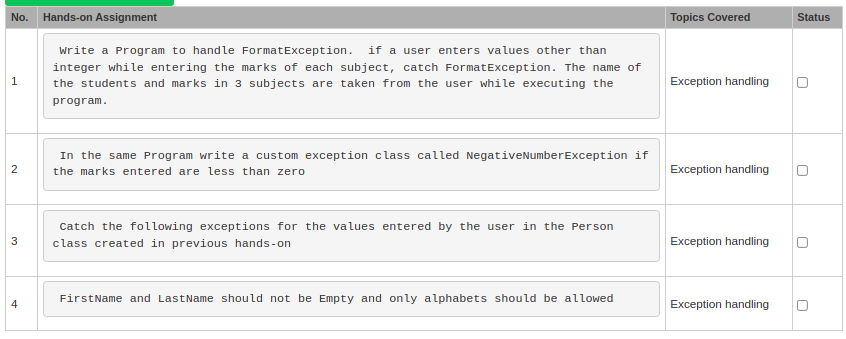 No. Hands-on Assignment Topics Covered Status
1
Write a Program to handle FormatException.  if a user enters values other than
integer while entering the marks of each subject, catch FormatException. The name of
the students and marks in 3 subjects are taken from the user while executing the
program.
Exception handling
2
In the same Program write a custom exception class called NegativeNumberException if
the marks entered are less than zero
Exception handling
3
Catch the following exceptions for the values entered by the user in the Person
class created in previous hands-on
Exception handling
4
FirstName and LastName should not be Empty and only alphabets should be allowed
Exception handling